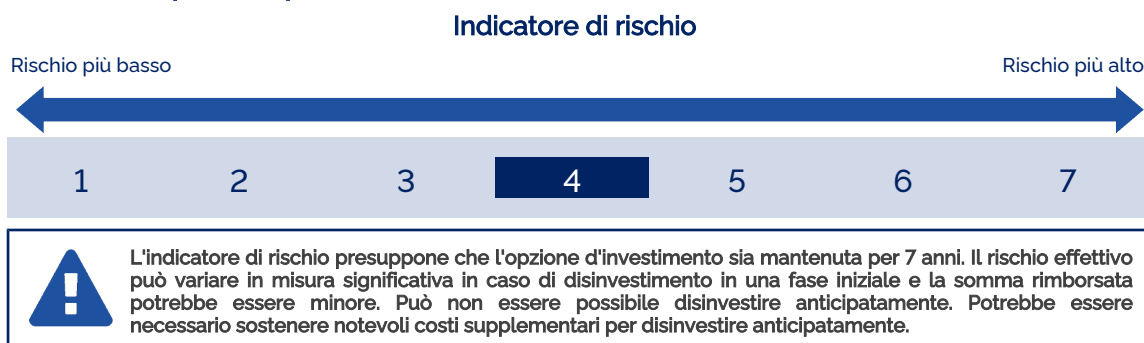 Indicatore di rischio
Rischio più basso
Rischio più alto
1 2 3 4 5 6 7
L'indicatore di rischio presuppone che l'opzione d'investimento sia mantenuta per 7 anni. Il rischio effettivo
può variare in misura significativa in caso di disinvestimento in una fase iniziale e la somma rimborsata
potrebbe essere minore. Può non essere possibile disinvestire anticipatamente. Potrebbe essere
necessario sostenere notevoli costi supplementari per disinvestire anticipatamente.